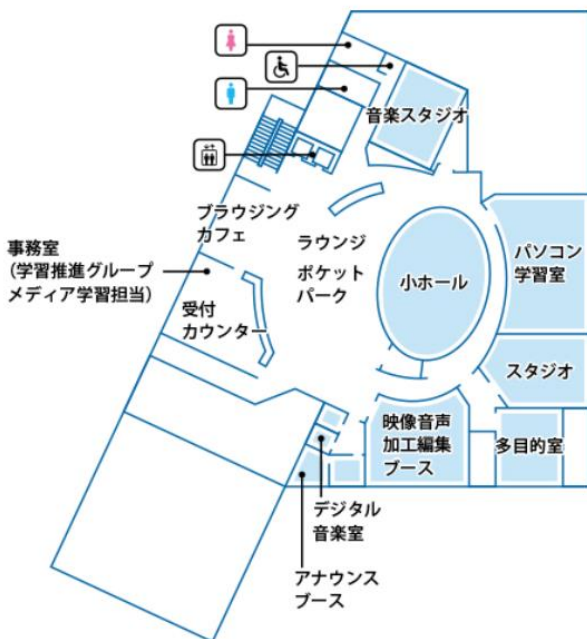 音楽スタジオ
ブラウジング
カフェ
ラウンジ
ポケット
パーク
事務室
（学習推進グループ
メディア学習担当）
受付
カウンター
小ホール
パソコン
学習室
スタジオ
映像音声
加工編集
ブース
多目的室
デジタル
音楽室
アナウンス
ブース